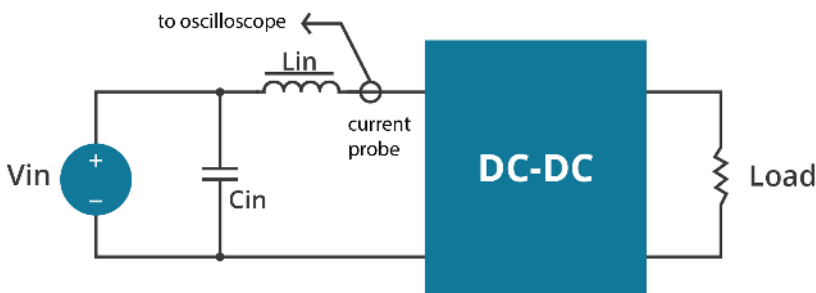 to oscilloscope
Lin
current
probe
DC-DC
Vin
+
–
Cin
Load